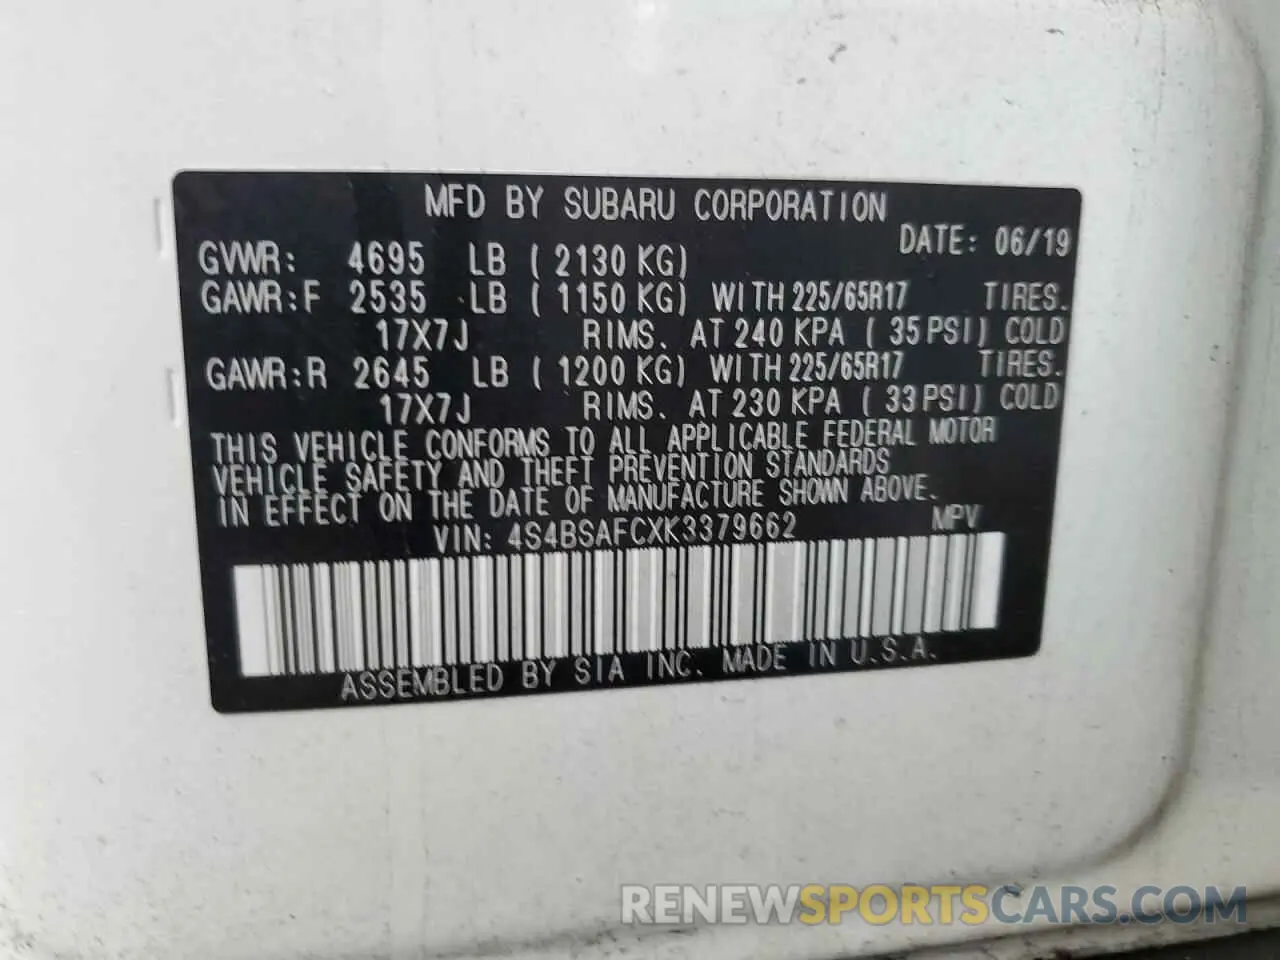 MFD BY SUBARU CORPORATION
DATE: 06/19
GVWR: 4695 LB ( 2130 KG)
GAWR:F 2535 LB ( 1150 KG) WITH 225/65R17 TIRES.
17X7J RIMS. AT 240 KPA ( 35 PSI) COLD
GAWR:R 2645 LB ( 1200 KG) WITH 225/65R17 TIRES.
17X7J RIMS. AT 230 KPA ( 33 PSI) COLD
THIS VEHICLE CONFORMS TO ALL APPLICABLE FEDERAL MOTOR
VEHICLE SAFETY AND THEFT PREVENTION STANDARDS
IN EFFECT ON THE DATE OF MANUFACTURE SHOWN ABOVE.
VIN: 4S4BSAFCXK3379662 MPV
ASSEMBLED BY SIA INC. MADE IN U.S.A.
RENEWSPORTSCARS.COM